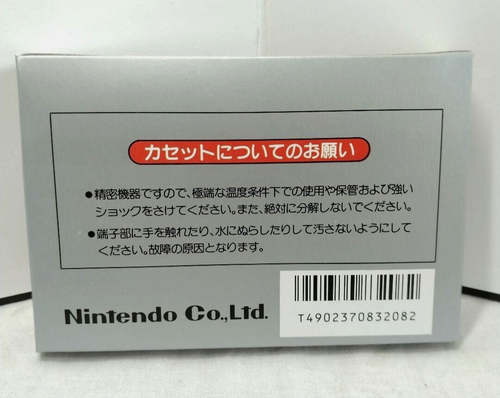 カセットについてのお願い
●精密機器ですので、極端な温度条件下での使用や保管および強い
ショックをさけてください。また、絶対に分解しないでください。
●端子部に手を触れたり、水にぬらしたりして汚さないようにして
ください。故障の原因となります。
Nintendo Co.,Ltd.
T4902370832082